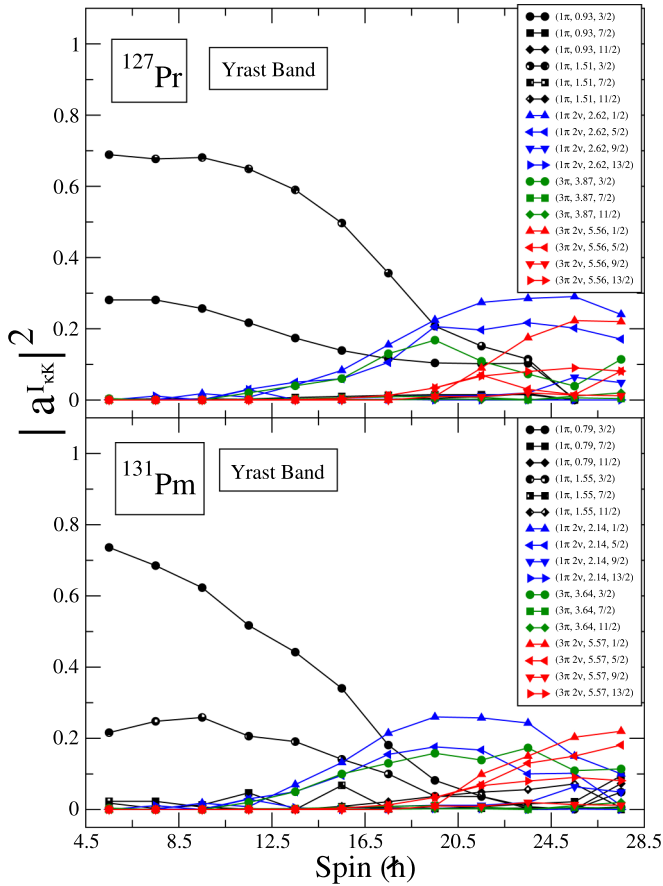 | a^I_κK |^2
1
0.8
0.6
0.4
0.2
0
^127Pr
Yrast Band
(1π, 0.93, 3/2)
(1π, 0.93, 7/2)
(1π, 0.93, 11/2)
(1π, 1.51, 3/2)
(1π, 1.51, 7/2)
(1π, 1.51, 11/2)
(1π 2ν, 2.62, 1/2)
(1π 2ν, 2.62, 5/2)
(1π 2ν, 2.62, 9/2)
(1π 2ν, 2.62, 13/2)
(3π, 3.87, 3/2)
(3π, 3.87, 7/2)
(3π, 3.87, 11/2)
(3π 2ν, 5.56, 1/2)
(3π 2ν, 5.56, 5/2)
(3π 2ν, 5.56, 9/2)
(3π 2ν, 5.56, 13/2)
1
0.8
0.6
0.4
0.2
0
^131Pm
Yrast Band
(1π, 0.79, 3/2)
(1π, 0.79, 7/2)
(1π, 0.79, 11/2)
(1π, 1.55, 3/2)
(1π, 1.55, 7/2)
(1π, 1.55, 11/2)
(1π 2ν, 2.14, 1/2)
(1π 2ν, 2.14, 5/2)
(1π 2ν, 2.14, 9/2)
(1π 2ν, 2.14, 13/2)
(3π, 3.64, 3/2)
(3π, 3.64, 7/2)
(3π, 3.64, 11/2)
(3π 2ν, 5.57, 1/2)
(3π 2ν, 5.57, 5/2)
(3π 2ν, 5.57, 9/2)
(3π 2ν, 5.57, 13/2)
4.5 8.5 12.5 16.5 20.5 24.5 28.5
Spin (ℏ)